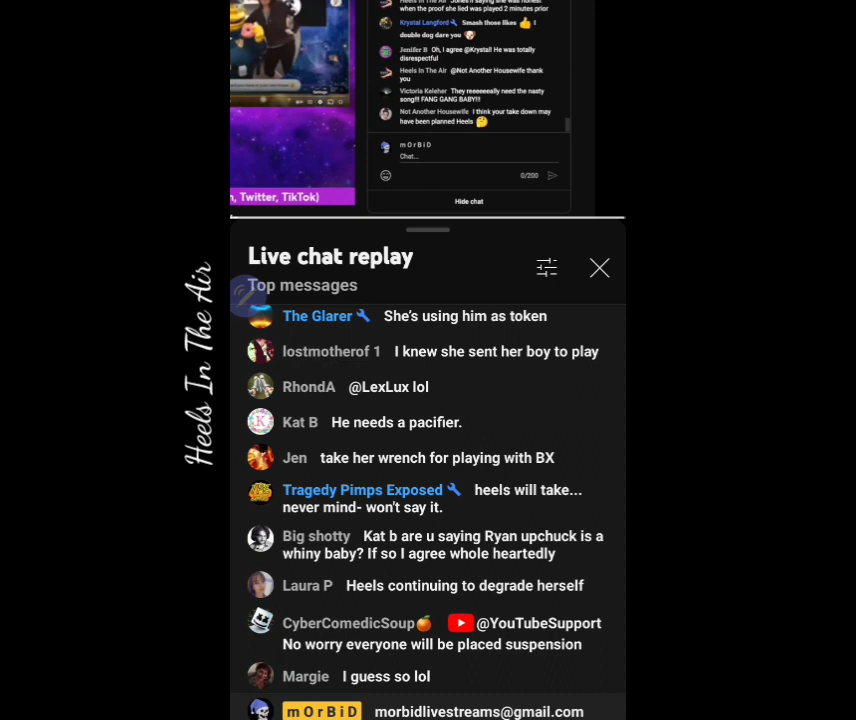 Heels In The Air Jones n saying she was honest
when the proof she lied was played 2 minutes prior
Krystal Langford Smash those likes 👍 I
double dog dare you 🐶
Jenifer B Oh, I agree @Krystal! He was totally
disrespectful
Heels In The Air @Not Another Housewife thank
you
Victoria Keleher They reeeeeeally need the nasty
song!!! FANG GANG BABY!!!
Not Another Housewife I think your take down may
have been planned Heels 🤔
m O r B i D
Chat...
0/200
n, Twitter, TikTok)
Hide chat
Heels In The Air
Live chat replay
Top messages
The Glarer She's using him as token
lostmotherof 1 I knew she sent her boy to play
RhondA @LexLux lol
Kat B He needs a pacifier.
Jen take her wrench for playing with BX
Tragedy Pimps Exposed heels will take...
never mind- won't say it.
Big shotty Kat b are u saying Ryan upchuck is a
whiny baby? If so I agree whole heartedly
Laura P Heels continuing to degrade herself
CyberComedicSoup🍊 @YouTubeSupport
No worry everyone will be placed suspension
Margie I guess so lol
m O r B i D morbidlivestreams@gmail.com